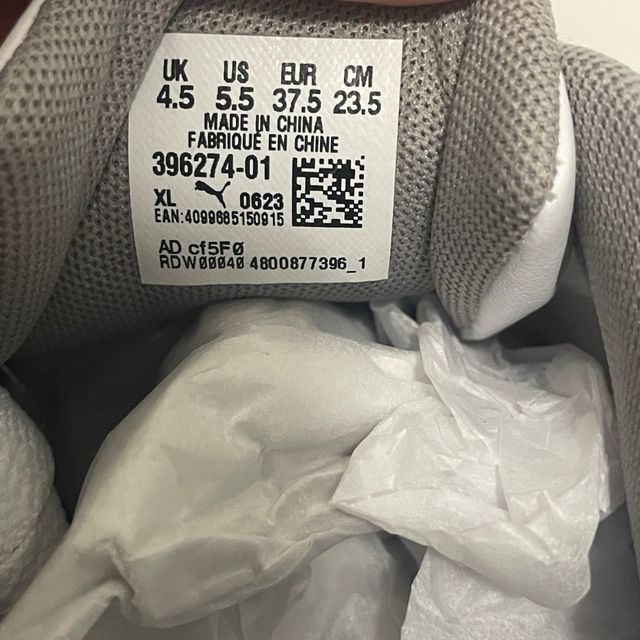 UK US EUR CM
4.5 5.5 37.5 23.5
MADE IN CHINA
FABRIQUÉ EN CHINE
396274-01
XL 0623
EAN:4099685150915
AD cf5F0
RDW00040 4800877396_1